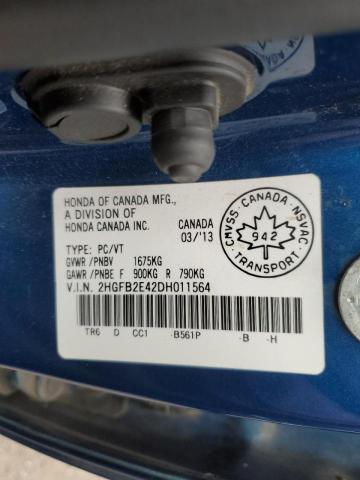 HONDA OF CANADA MFG.,
A DIVISION OF
HONDA CANADA INC.
CANADA
03/'13
TYPE: PC/VT
GVWR/PNBV 1675KG
GAWR/PNBE F 900KG R 790KG
V.I.N. 2HGFB2E42DH011564
TR6 D CC1 -B561P -B -H
CMVSS·CANADA·NSVAC
942
TRANSPORT